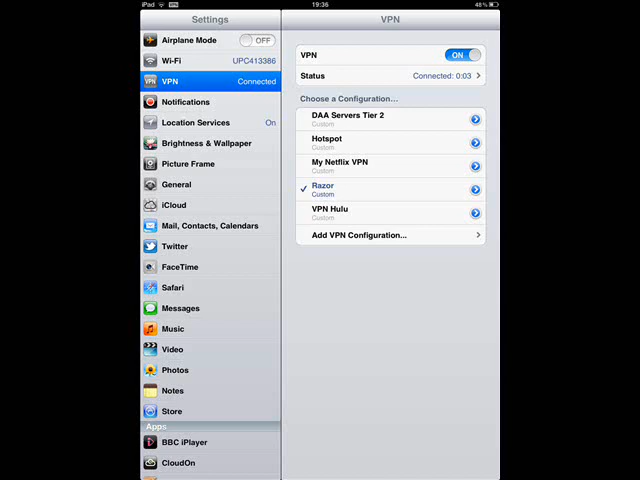 iPad VPN 19:36 48%
Settings
Airplane Mode OFF
Wi-Fi UPC413386
VPN VPN Connected
Notifications
Location Services On
Brightness & Wallpaper
Picture Frame
General
iCloud
Mail, Contacts, Calendars
Twitter
FaceTime
Safari
Messages
Music
Video
Photos
Notes
Store
Apps
BBC iPlayer
CloudOn
VPN
VPN ON
Status Connected: 0:03
Choose a Configuration...
DAA Servers Tier 2
Custom
Hotspot
Custom
My Netflix VPN
Custom
Razor
Custom
VPN Hulu
Custom
Add VPN Configuration...